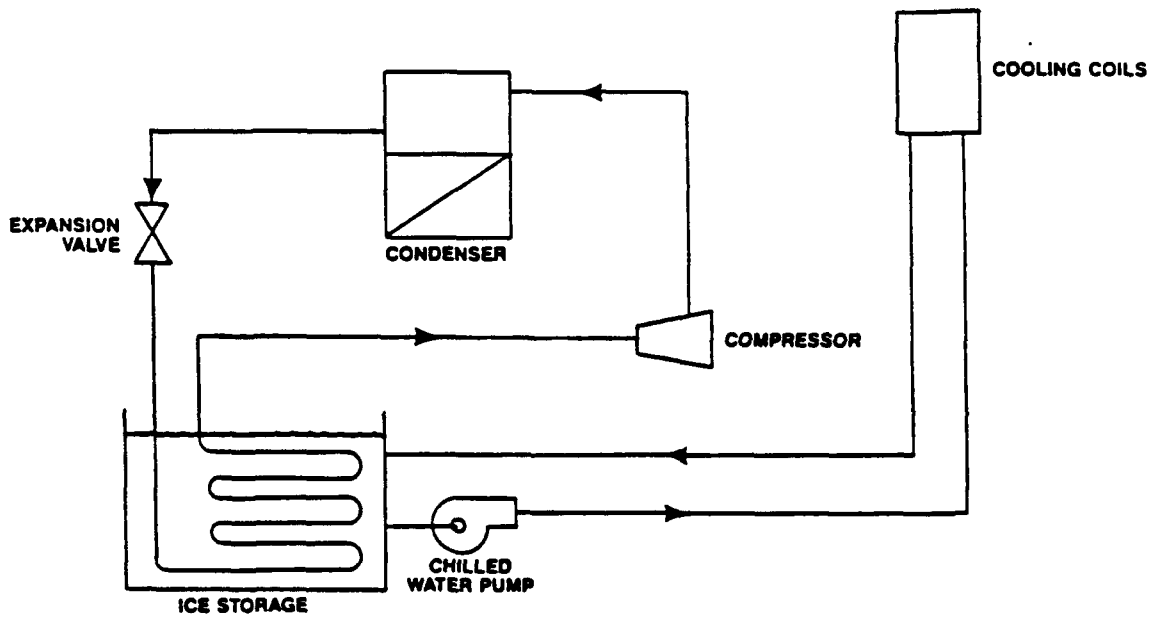 COOLING COILS
EXPANSION
VALVE
CONDENSER
COMPRESSOR
CHILLED
WATER PUMP
ICE STORAGE